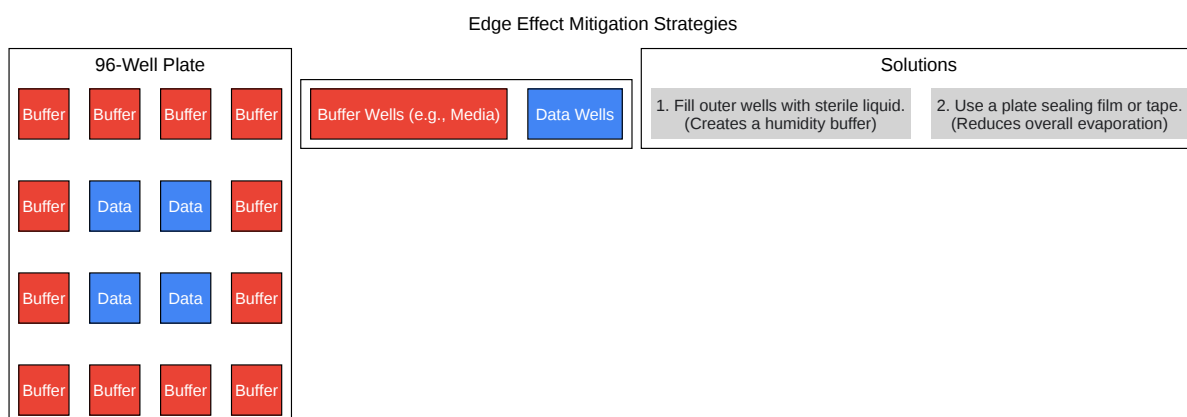 Edge Effect Mitigation Strategies
96-Well Plate
Buffer Buffer Buffer Buffer
Buffer Data Data Buffer
Buffer Data Data Buffer
Buffer Buffer Buffer Buffer
Buffer Wells (e.g., Media) Data Wells
Solutions
1. Fill outer wells with sterile liquid.
(Creates a humidity buffer)
2. Use a plate sealing film or tape.
(Reduces overall evaporation)